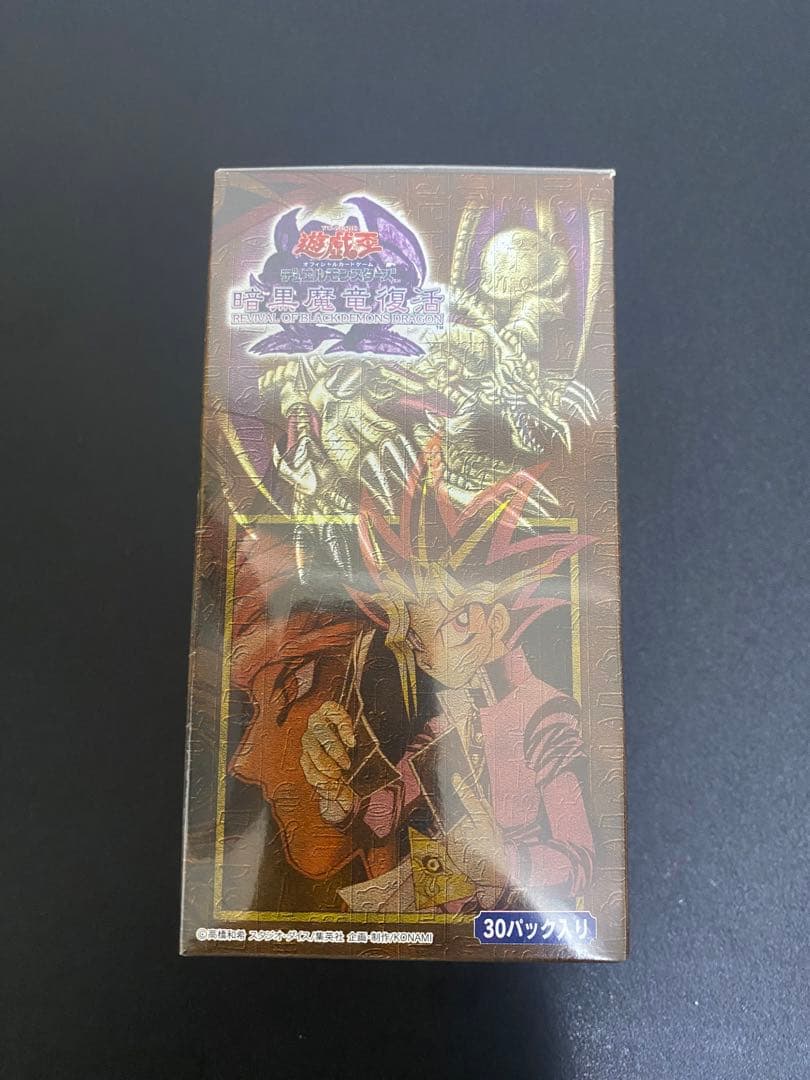 遊戯王
オフィシャルカードゲーム
デュエルモンスターズ
暗黒魔竜復活
REVIVAL OF BLACK DEMONS DRAGON
TM
©高橋和希 スタジオ・ダイス/集英社 企画・制作/KONAMI
30パック入り